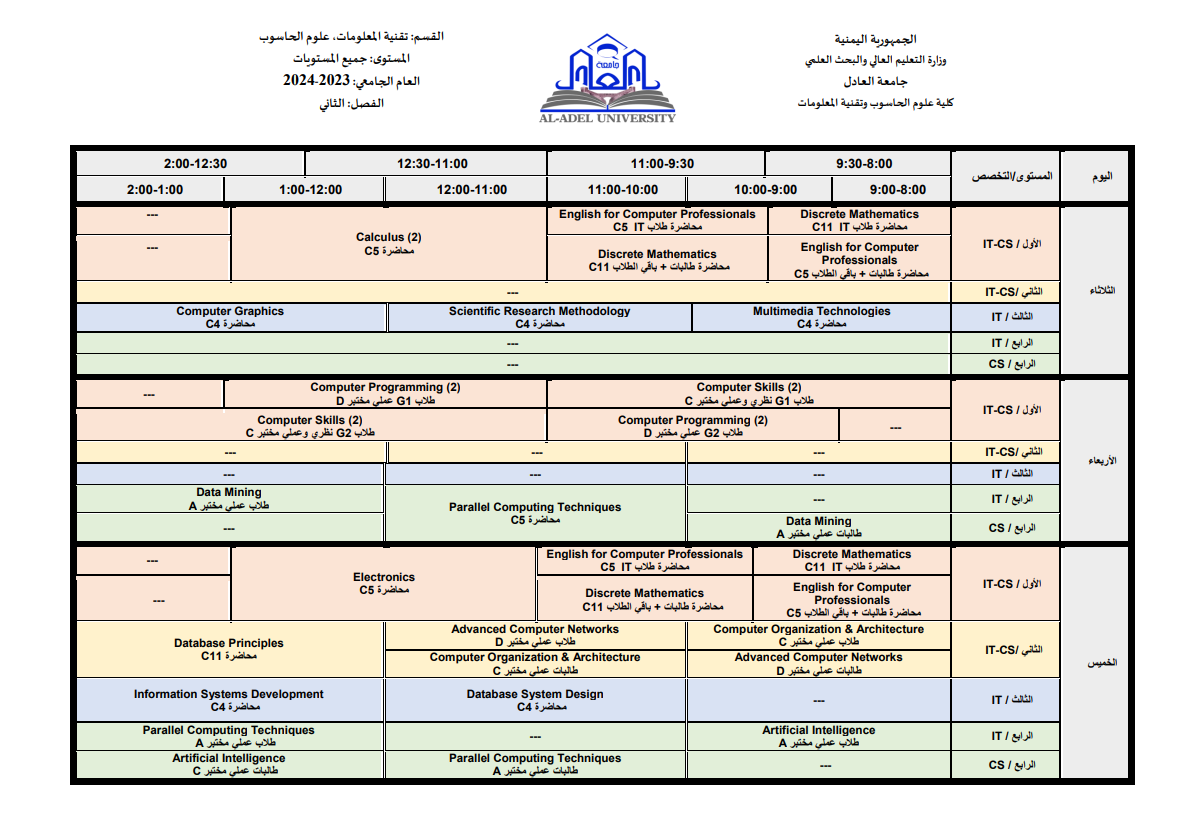 الجمهورية اليمنية
وزارة التعليم العالي والبحث العلمي
جامعة العادل
كلية علوم الحاسوب وتقنية المعلومات
جامعة
AL-ADEL UNIVERSITY
القسم: تقنية المعلومات، علوم الحاسوب
المستوى: جميع المستويات
العام الجامعي: 2023-2024
الفصل: الثاني
اليوم
المستوى/التخصص
9:30-8:00
11:00-9:30
12:30-11:00
2:00-12:30
9:00-8:00
10:00-9:00
11:00-10:00
12:00-11:00
1:00-12:00
2:00-1:00
الثلاثاء
الأول / IT-CS
Discrete Mathematics
محاضرة طلاب C11 IT
English for Computer Professionals
محاضرة طلاب C5 IT
Calculus (2)
محاضرة C5
---
English for Computer
Professionals
محاضرة طالبات + باقي الطلاب C5
Discrete Mathematics
محاضرة طالبات + باقي الطلاب C11
---
الثاني /IT-CS
---
الثالث / IT
Multimedia Technologies
محاضرة C4
Scientific Research Methodology
محاضرة C4
Computer Graphics
محاضرة C4
الرابع / IT
---
الرابع / CS
---
الأربعاء
الأول / IT-CS
Computer Skills (2)
طلاب G1 نظري وعملي مختبر C
Computer Programming (2)
طلاب G1 عملي مختبر D
---
---
Computer Programming (2)
طلاب G2 عملي مختبر D
Computer Skills (2)
طلاب G2 نظري وعملي مختبر C
الثاني /IT-CS
---
---
---
الثالث / IT
---
---
---
الرابع / IT
---
Parallel Computing Techniques
محاضرة C5
Data Mining
طلاب عملي مختبر A
الرابع / CS
Data Mining
طالبات عملي مختبر A
---
الخميس
الأول / IT-CS
Discrete Mathematics
محاضرة طلاب C11 IT
English for Computer Professionals
محاضرة طلاب C5 IT
Electronics
محاضرة C5
---
English for Computer
Professionals
محاضرة طالبات + باقي الطلاب C5
Discrete Mathematics
محاضرة طالبات + باقي الطلاب C11
---
الثاني /IT-CS
Computer Organization & Architecture
طلاب عملي مختبر C
Advanced Computer Networks
طلاب عملي مختبر D
Database Principles
محاضرة C11
Advanced Computer Networks
طالبات عملي مختبر D
Computer Organization & Architecture
طالبات عملي مختبر C
الثالث / IT
---
Database System Design
محاضرة C4
Information Systems Development
محاضرة C4
الرابع / IT
Artificial Intelligence
طلاب عملي مختبر A
---
Parallel Computing Techniques
طلاب عملي مختبر A
الرابع / CS
---
Parallel Computing Techniques
طالبات عملي مختبر A
Artificial Intelligence
طالبات عملي مختبر C